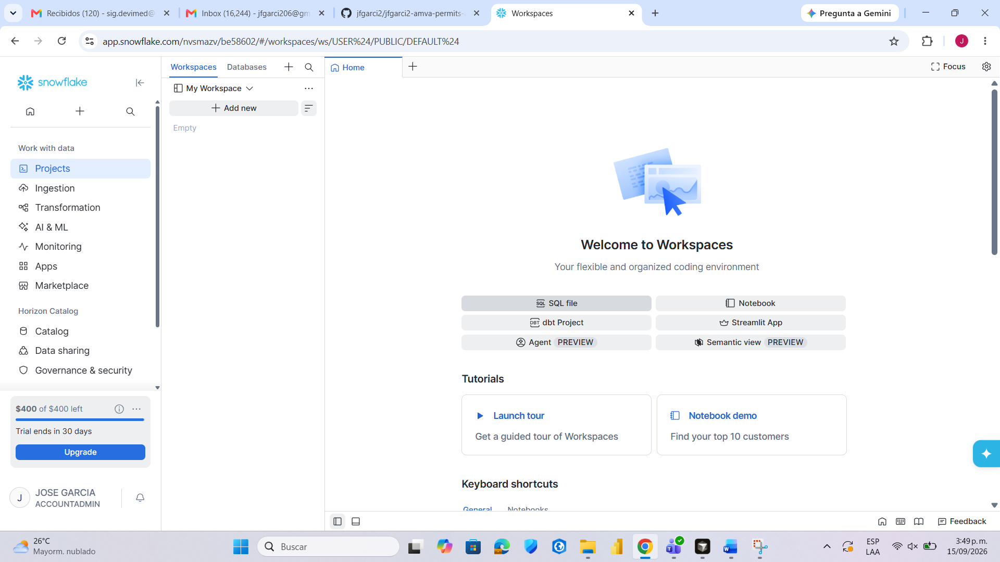 Recibidos (120) - sig.devimed@
Inbox (16,244) - jfgarci206@gm
jfgarci2/jfgarci2-amva-permits-
Workspaces
Pregunta a Gemini
app.snowflake.com/nvsmazv/be58602/#/workspaces/ws/USER%24/PUBLIC/DEFAULT%24
J
snowflake
Work with data
Projects
Ingestion
Transformation
AI & ML
Monitoring
Apps
Marketplace
Horizon Catalog
Catalog
Data sharing
Governance & security
$400 of $400 left
Trial ends in 30 days
Upgrade
J
JOSE GARCIA
ACCOUNTADMIN
Workspaces
Databases
My Workspace
Add new
Empty
Home
Focus
Welcome to Workspaces
Your flexible and organized coding environment
SQL SQL file
Notebook
DBT dbt Project
Streamlit App
Agent PREVIEW
Semantic view PREVIEW
Tutorials
Launch tour
Get a guided tour of Workspaces
Notebook demo
Find your top 10 customers
Keyboard shortcuts
General
Notebooks
Feedback
26°C
Mayorm. nublado
Buscar
ESP
LAA
3:49 p. m.
15/09/2026